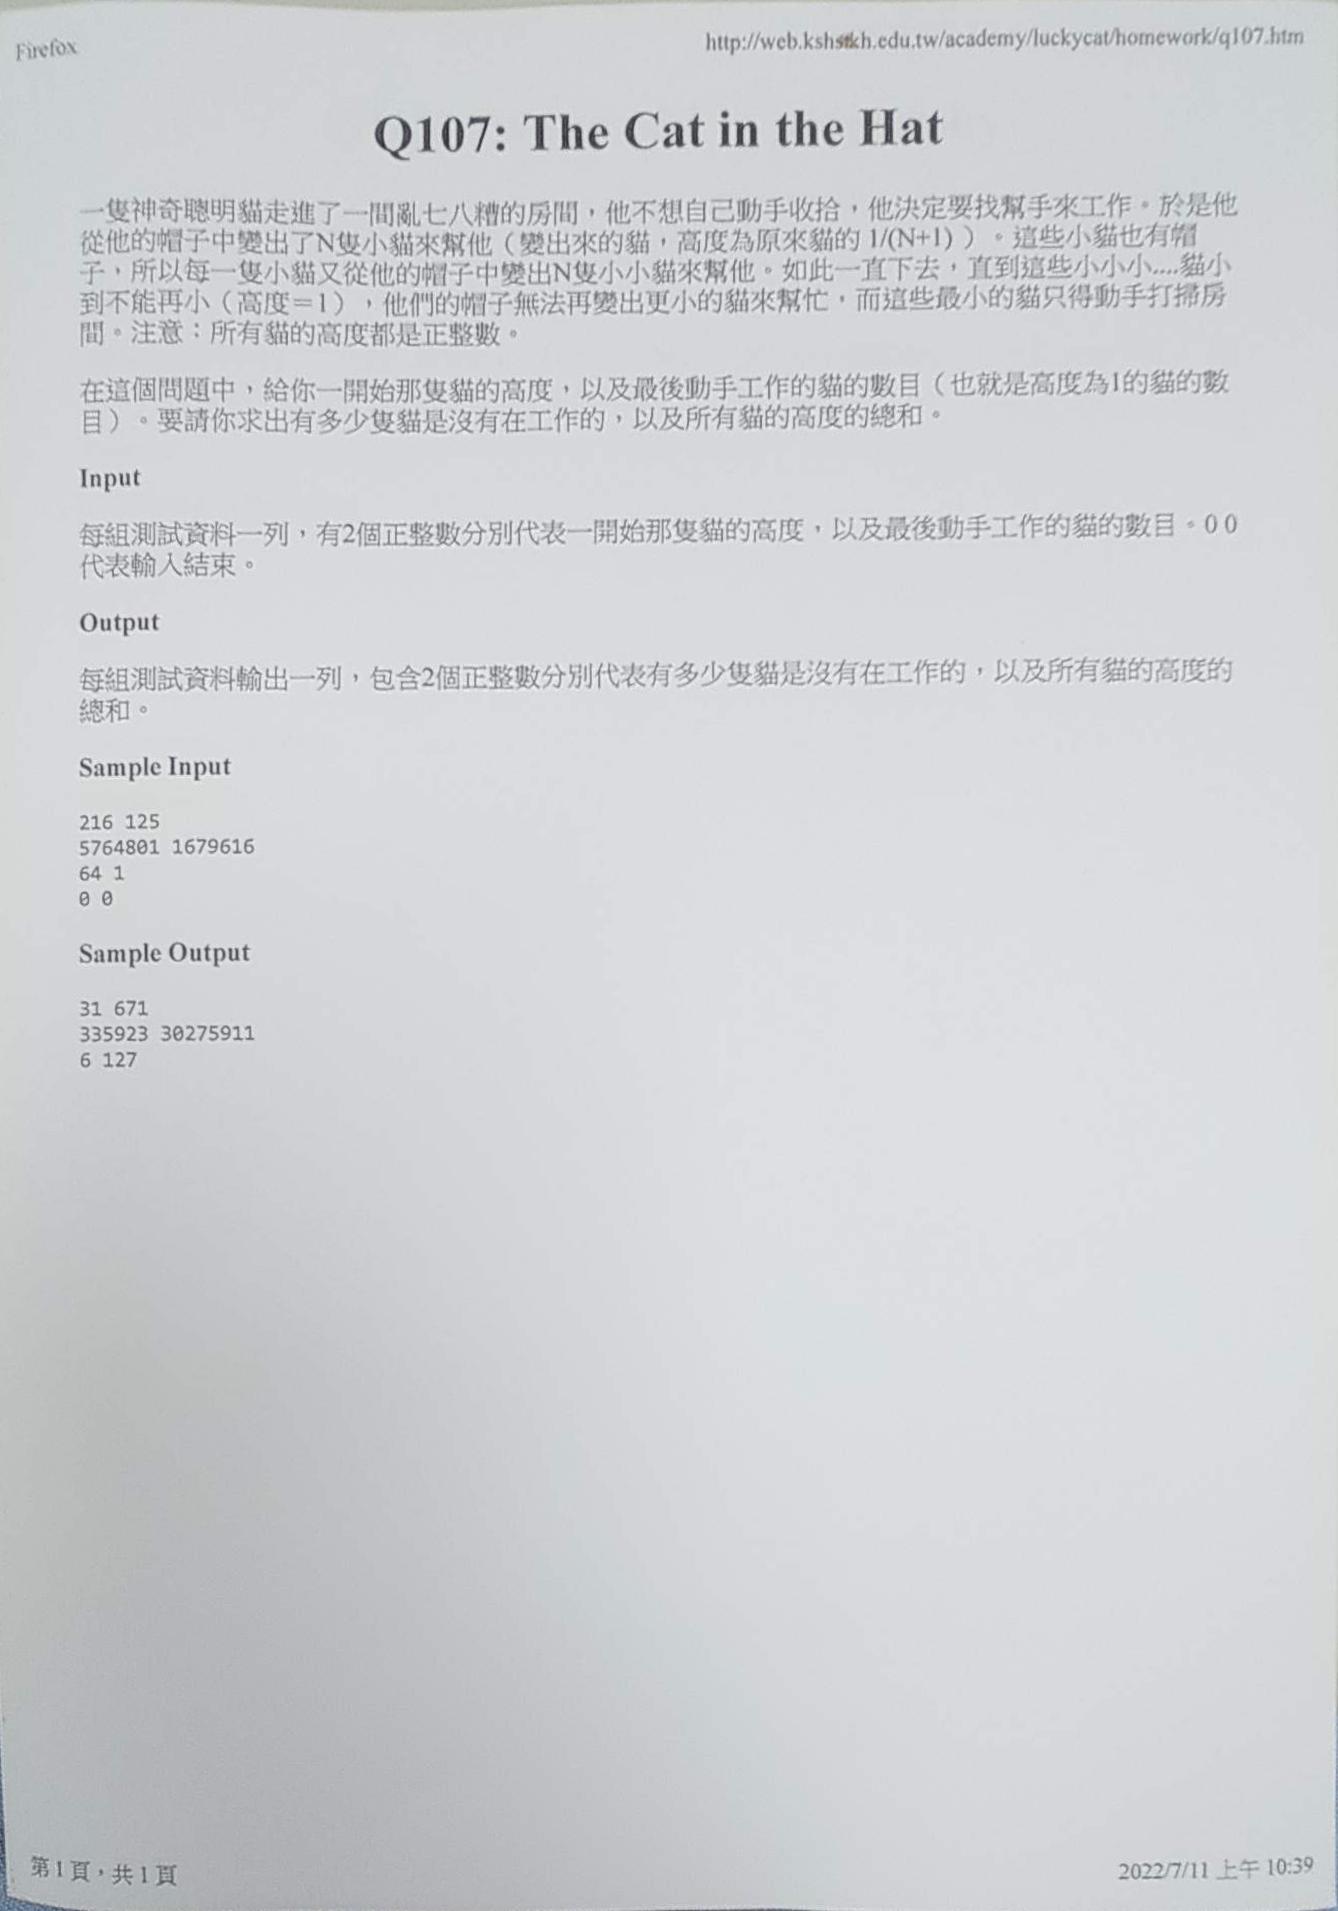 Firefox
http://web.kshs.kh.edu.tw/academy/luckycat/homework/q107.htm
Q107: The Cat in the Hat
一隻神奇聰明貓走進了一間亂七八糟的房間，他不想自己動手收拾，他決定要找幫手來工作。於是他
從他的帽子中變出了N隻小貓來幫他（變出來的貓，高度為原來貓的 1/(N+1) ）。這些小貓也有帽
子，所以每一隻小貓又從他的帽子中變出N隻小小貓來幫他。如此一直下去，直到這些小小小....貓小
到不能再小（高度＝1），他們的帽子無法再變出更小的貓來幫忙，而這些最小的貓只得動手打掃房
間。注意：所有貓的高度都是正整數。
在這個問題中，給你一開始那隻貓的高度，以及最後動手工作的貓的數目（也就是高度為1的貓的數
目）。要請你求出有多少隻貓是沒有在工作的，以及所有貓的高度的總和。
Input
每組測試資料一列，有2個正整數分別代表一開始那隻貓的高度，以及最後動手工作的貓的數目。0 0
代表輸入結束。
Output
每組測試資料輸出一列，包含2個正整數分別代表有多少隻貓是沒有在工作的，以及所有貓的高度的
總和。
Sample Input
216 125
5764801 1679616
64 1
0 0
Sample Output
31 671
335923 30275911
6 127
第1頁，共1頁
2022/7/11 上午 10:39